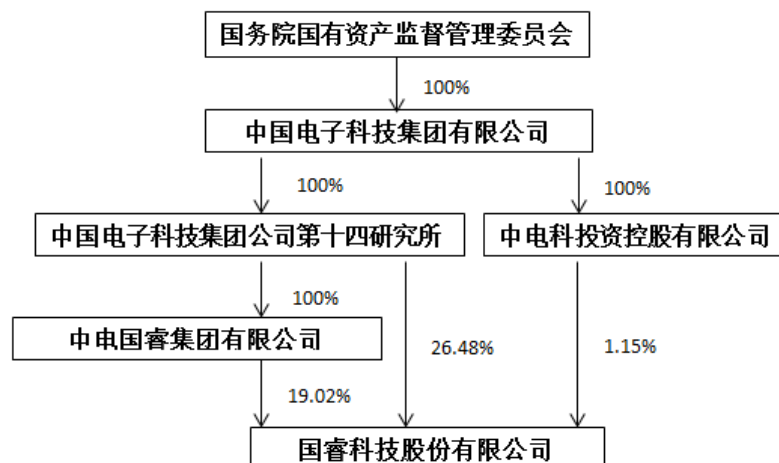 国务院国有资产监督管理委员会
100%
中国电子科技集团有限公司
100%
100%
中国电子科技集团公司第十四研究所
中电科投资控股有限公司
100%
中电国睿集团有限公司
26.48%
1.15%
19.02%
国睿科技股份有限公司